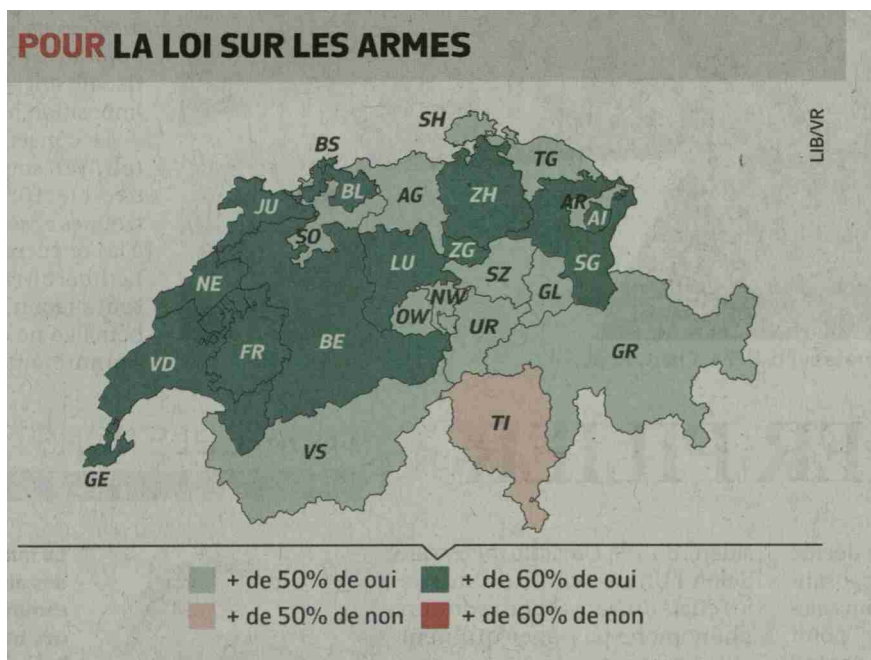 POUR LA LOI SUR LES ARMES
LIB/VR
SH
BS
TG
BL
AG
ZH
JU
AR
AI
SO
LU
ZG
SG
NE
SZ
NW
GL
OW
UR
BE
FR
GR
VD
TI
VS
GE
+ de 50% de oui
+ de 60% de oui
+ de 50% de non
+ de 60% de non